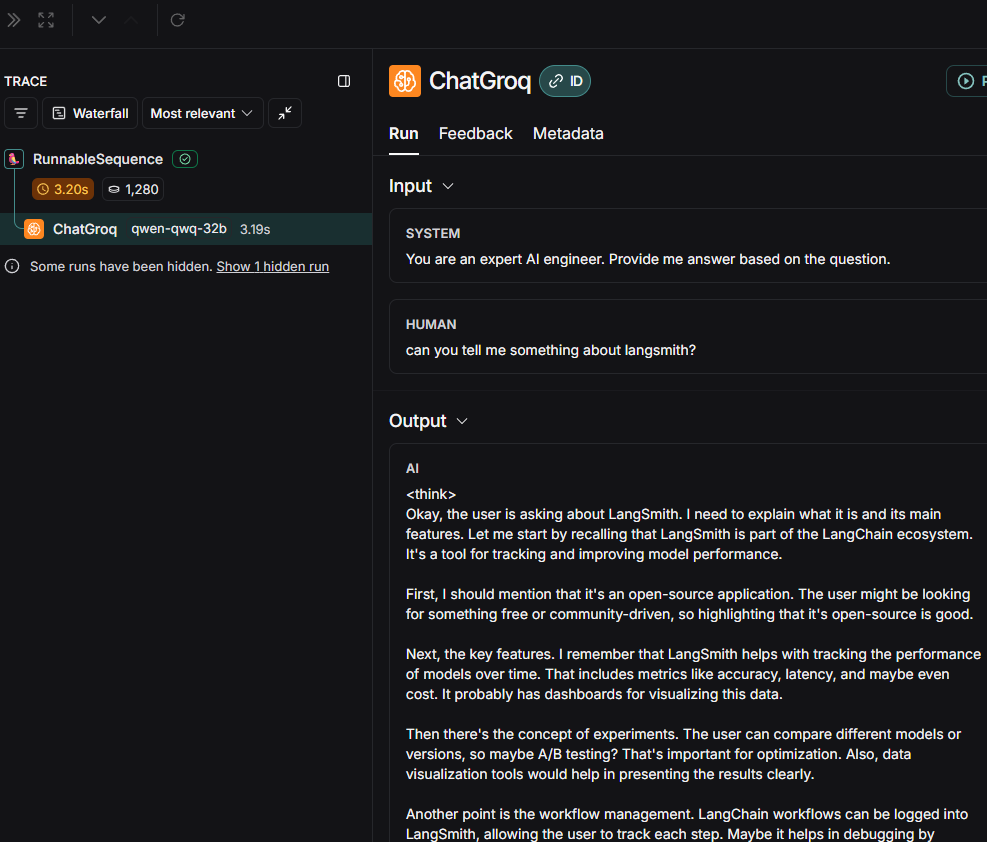 TRACE
Waterfall
Most relevant
RunnableSequence
3.20s
1,280
ChatGroq qwen-qwq-32b 3.19s
Some runs have been hidden. Show 1 hidden run
ChatGroq
ID
Run Feedback Metadata
Input
SYSTEM
You are an expert AI engineer. Provide me answer based on the question.
HUMAN
can you tell me something about langsmith?
Output
AI
<think>
Okay, the user is asking about LangSmith. I need to explain what it is and its main
features. Let me start by recalling that LangSmith is part of the LangChain ecosystem.
It's a tool for tracking and improving model performance.
First, I should mention that it's an open-source application. The user might be looking
for something free or community-driven, so highlighting that it's open-source is good.
Next, the key features. I remember that LangSmith helps with tracking the performance
of models over time. That includes metrics like accuracy, latency, and maybe even
cost. It probably has dashboards for visualizing this data.
Then there's the concept of experiments. The user can compare different models or
versions, so maybe A/B testing? That's important for optimization. Also, data
visualization tools would help in presenting the results clearly.
Another point is the workflow management. LangChain workflows can be logged into
LangSmith, allowing the user to track each step. Maybe it helps in debugging by